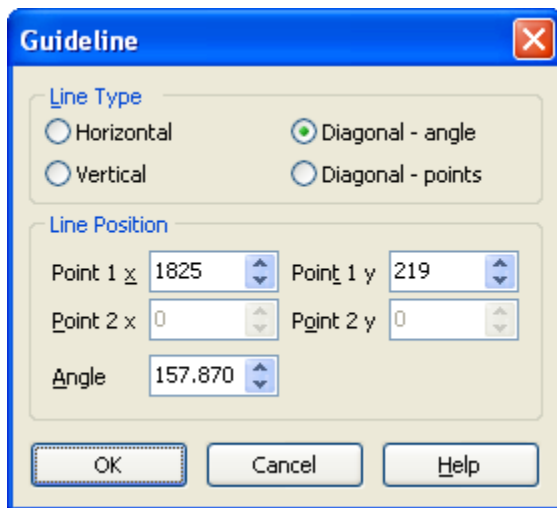 Guideline
Line Type
Horizontal Diagonal - angle
Vertical Diagonal - points
Line Position
Point 1 x 1825 Point 1 y 219
Point 2 x 0 Point 2 y 0
Angle 157.870
OK Cancel Help